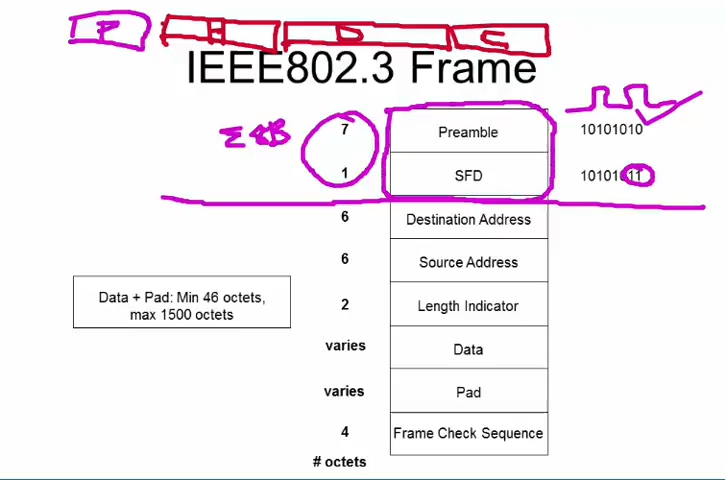 P H D C
IEEE802.3 Frame
7 Preamble 10101010
1 SFD 10101011
6 Destination Address
6 Source Address
Data + Pad: Min 46 octets,
max 1500 octets
2 Length Indicator
varies Data
varies Pad
4 Frame Check Sequence
# octets